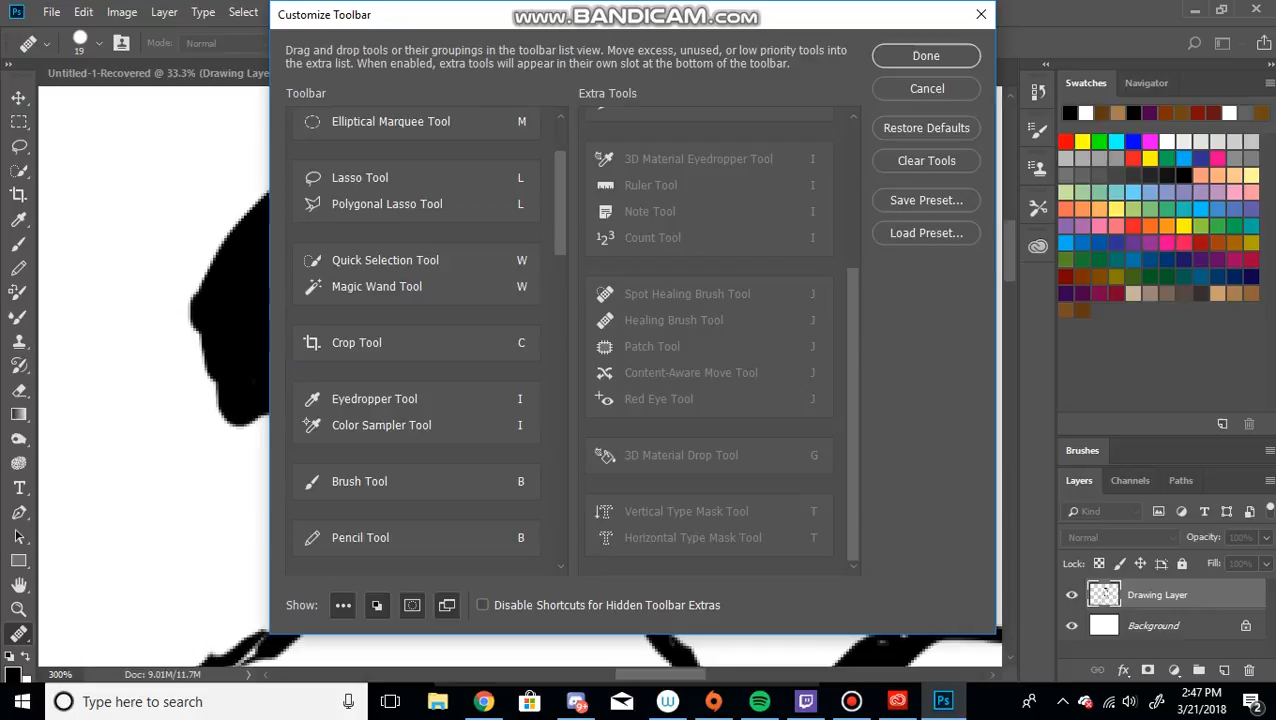 Ps File Edit Image Layer Type Select
Customize Toolbar
www.BANDICAM.com
19 Mode: Normal
Untitled-1-Recovered @ 33.3% (Drawing Laye
Drag and drop tools or their groupings in the toolbar list view. Move excess, unused, or low priority tools into
the extra list. When enabled, extra tools will appear in their own slot at the bottom of the toolbar.
Toolbar
Elliptical Marquee Tool M
Lasso Tool L
Polygonal Lasso Tool L
Quick Selection Tool W
Magic Wand Tool W
Crop Tool C
Eyedropper Tool I
Color Sampler Tool I
Brush Tool B
Pencil Tool B
Extra Tools
3D Material Eyedropper Tool I
Ruler Tool I
Note Tool I
Count Tool I
Spot Healing Brush Tool J
Healing Brush Tool J
Patch Tool J
Content-Aware Move Tool J
Red Eye Tool J
3D Material Drop Tool G
Vertical Type Mask Tool T
Horizontal Type Mask Tool T
Done
Cancel
Restore Defaults
Clear Tools
Save Preset...
Load Preset...
Show: Disable Shortcuts for Hidden Toolbar Extras
Swatches Navigator
Brushes
Layers Channels Paths
Kind
Normal Opacity: 100%
Lock: Fill: 100%
Drawing Layer
Background
300% Doc: 9.01M/11.7M
Type here to search
2:47 PM
3/21/2018